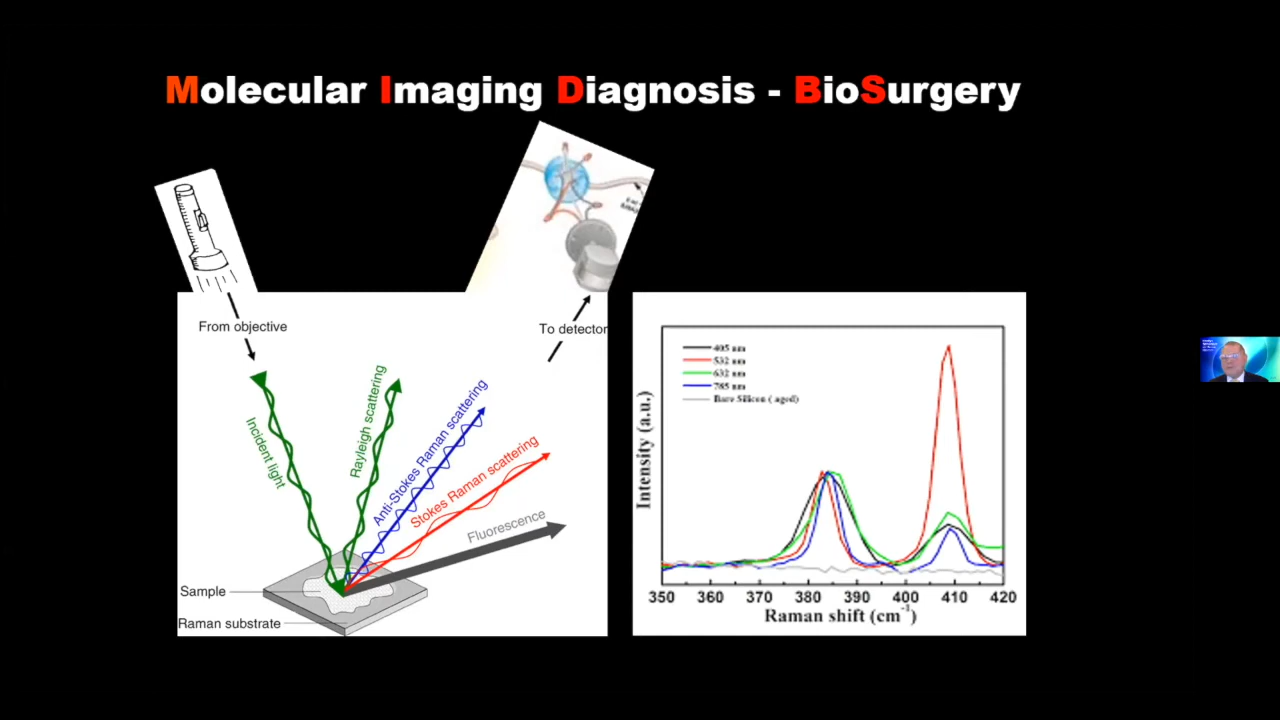 Molecular Imaging Diagnosis - BioSurgery
From objective
To detector
Incident light
Rayleigh scattering
Anti-Stokes Raman scattering
Stokes Raman scattering
Fluorescence
Sample
Raman substrate
405 nm
532 nm
632 nm
785 nm
Bare Silicon ( aged)
Intensity (a.u.)
350 360 370 380 390 400 410 420
Raman shift (cm⁻¹)